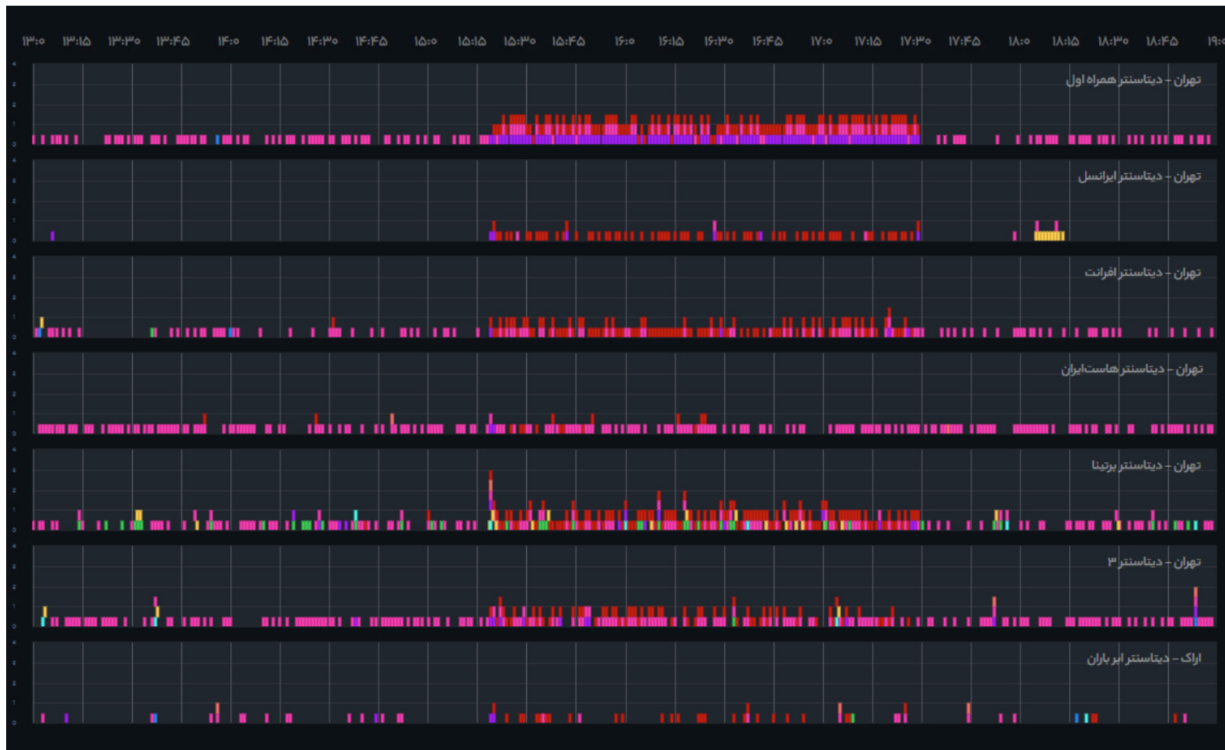 ۱۳:۰ ۱۳:۱۵ ۱۳:۳۰ ۱۳:۴۵ ۱۴:۰ ۱۴:۱۵ ۱۴:۳۰ ۱۴:۴۵ ۱۵:۰ ۱۵:۱۵ ۱۵:۳۰ ۱۵:۴۵ ۱۶:۰ ۱۶:۱۵ ۱۶:۳۰ ۱۶:۴۵ ۱۷:۰ ۱۷:۱۵ ۱۷:۳۰ ۱۷:۴۵ ۱۸:۰ ۱۸:۱۵ ۱۸:۳۰ ۱۸:۴۵ ۱۹:۰
تهران - دیتاسنتر همراه اول
تهران - دیتاسنتر ایرانسل
تهران - دیتاسنتر افرانت
تهران - دیتاسنتر هاست‌ایران
تهران - دیتاسنتر برتینا
تهران - دیتاسنتر ۳
اراک - دیتاسنتر ابر باران